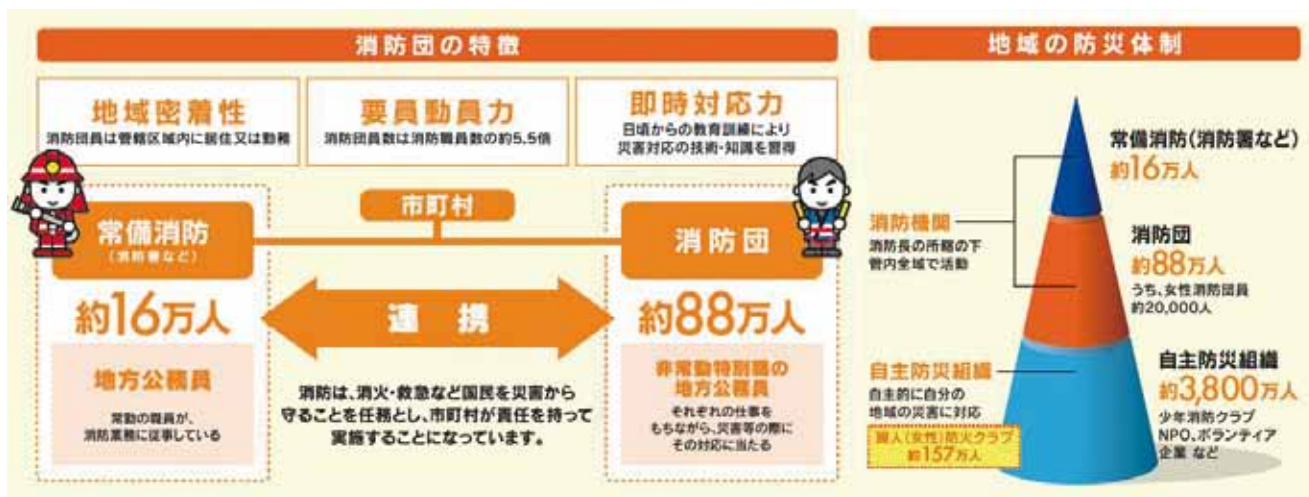 消防団の特徴
地域密着性
消防団員は管轄区域内に居住又は勤務
要員動員力
消防団員数は消防職員数の約5.5倍
即時対応力
日頃からの教育訓練により
災害対応の技術・知識を習得
市町村
常備消防
(消防署など)
消防団
約16万人
連携
約88万人
地方公務員
常勤の職員が、
消防業務に従事している
消防は、消火・救急など国民を災害から
守ることを任務とし、市町村が責任を持って
実施することになっています。
非常勤特別職の
地方公務員
それぞれの仕事を
もちながら、災害等の際に
その対応に当たる
地域の防災体制
常備消防(消防署など)
約16万人
消防機関
消防長の所轄の下
管内全域で活動
消防団
約88万人
うち、女性消防団員
約20,000人
自主防災組織
自主的に自分の
地域の災害に対応
婦人(女性)防火クラブ
約157万人
自主防災組織
約3,800万人
少年消防クラブ
NPO、ボランティア
企業 など